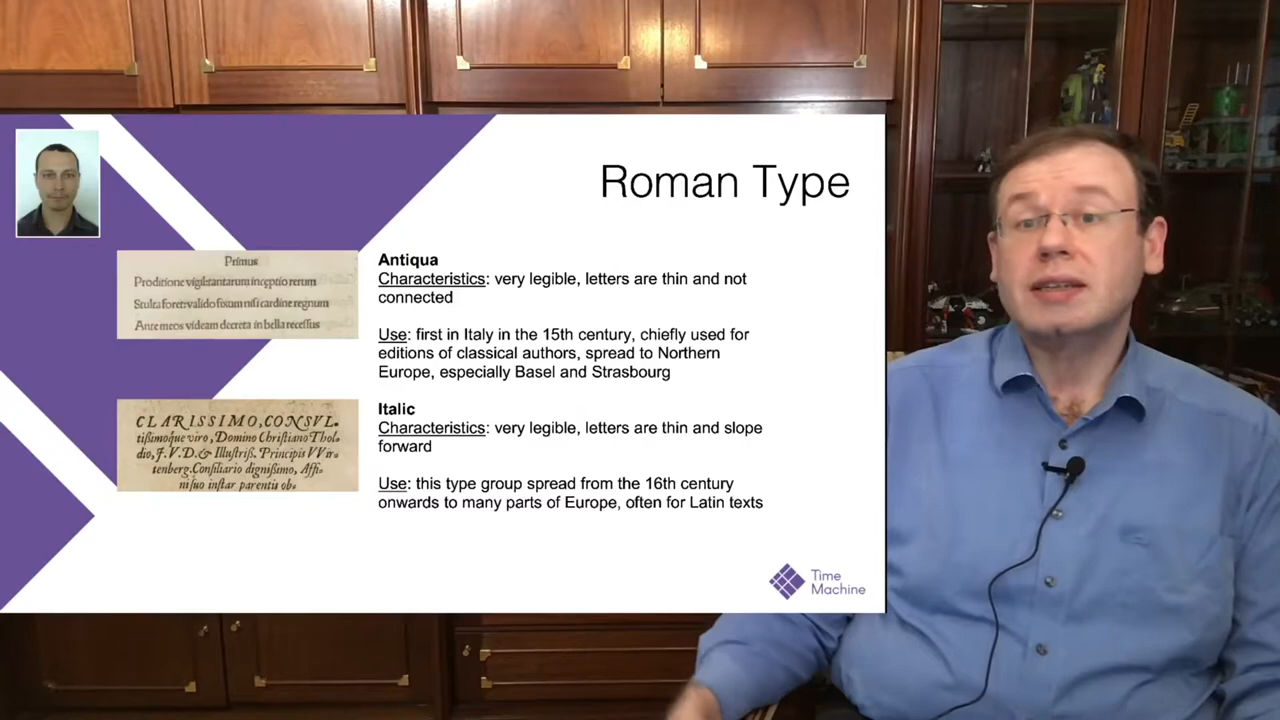 Roman Type
Primus
Proditione vigiletantarum inceptio rerum
Stulta foret:valido fixum nisi cardine regnum
Ante meos videam decreta in bella recessus
Antiqua
Characteristics: very legible, letters are thin and not
connected
Use: first in Italy in the 15th century, chiefly used for
editions of classical authors, spread to Northern
Europe, especially Basel and Strasbourg
CLARISSIMO, CONSVL-
tißimoque viro, Domino Christiano Thol-
dio, J. V. D. & Illustriß. Principis VVir-
tenberg. Consiliario dignißimo, Affi-
ni suo instar parentis ob-
Italic
Characteristics: very legible, letters are thin and slope
forward
Use: this type group spread from the 16th century
onwards to many parts of Europe, often for Latin texts
Time
Machine